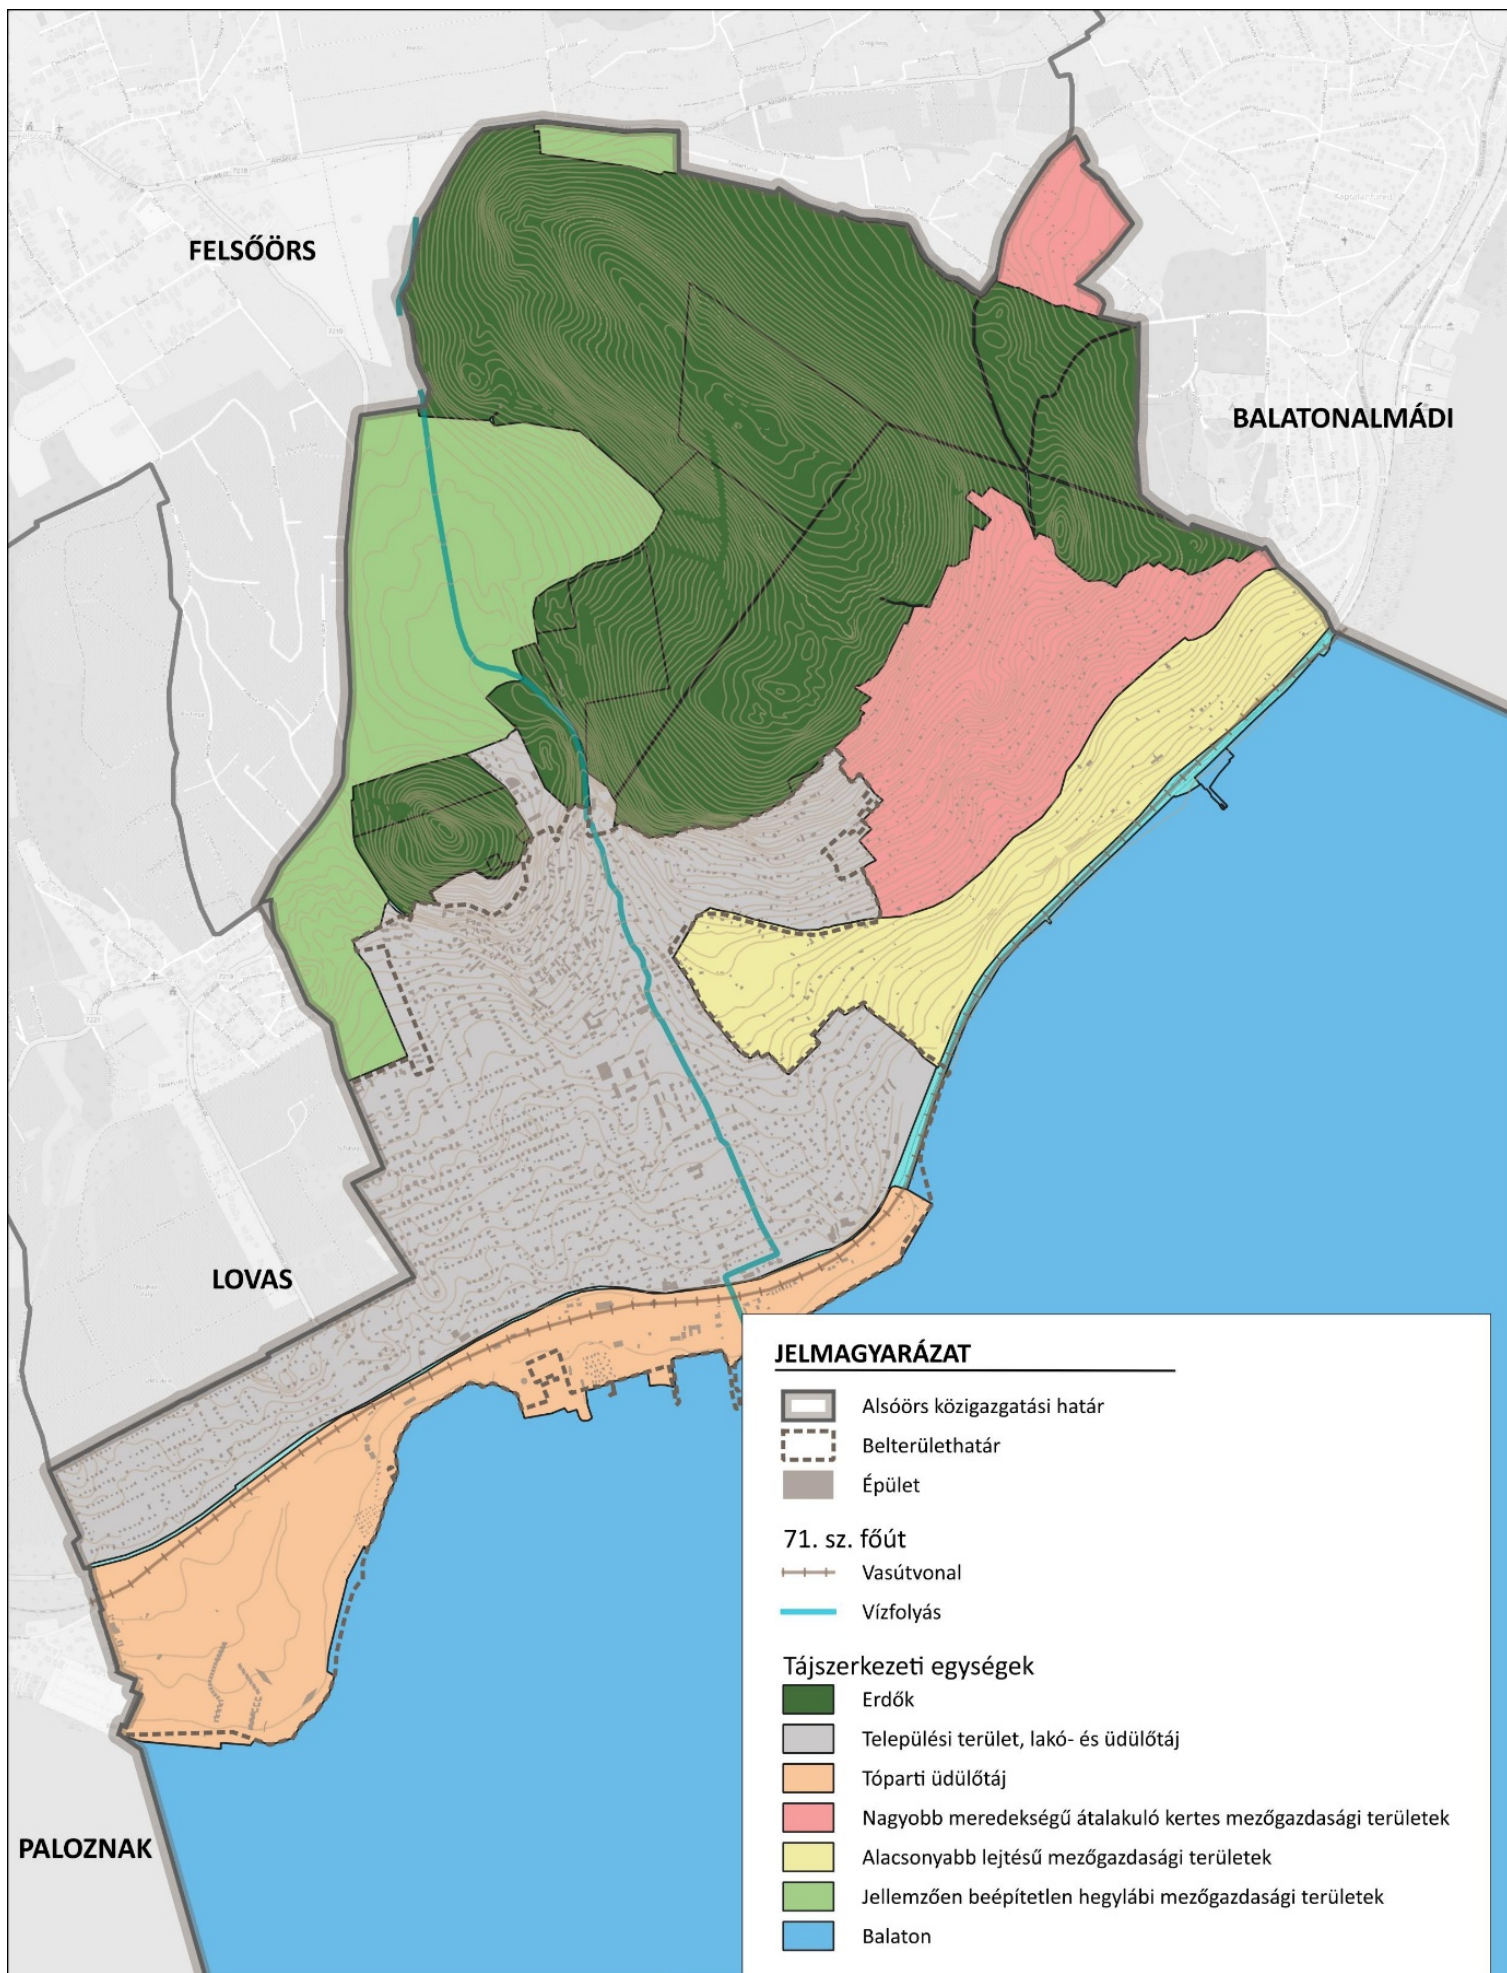 FELSŐÖRS
BALATONALMÁDI
LOVAS
PALOZNAK
JELMAGYARÁZAT
Alsóörs közigazgatási határ
Belterülethatár
Épület
71. sz. főút
Vasútvonal
Vízfolyás
Tájszerkezeti egységek
Erdők
Települési terület, lakó- és üdülőtáj
Tóparti üdülőtáj
Nagyobb meredekségű átalakuló kertes mezőgazdasági területek
Alacsonyabb lejtésű mezőgazdasági területek
Jellemzően beépítetlen hegylábi mezőgazdasági területek
Balaton